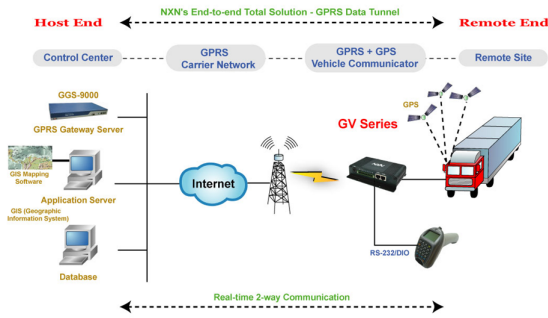 NXN's End-to-end Total Solution - GPRS Data Tunnel
Host End
Remote End
Control Center
GPRS
Carrier Network
GPRS + GPS
Vehicle Communicator
Remote Site
GGS-9000
GPRS Gateway Server
GPS
GV Series
NXN
GIS Mapping
Software
Application Server
Internet
GIS (Geographic
Information System)
RS-232/DIO
Database
Real-time 2-way Communication